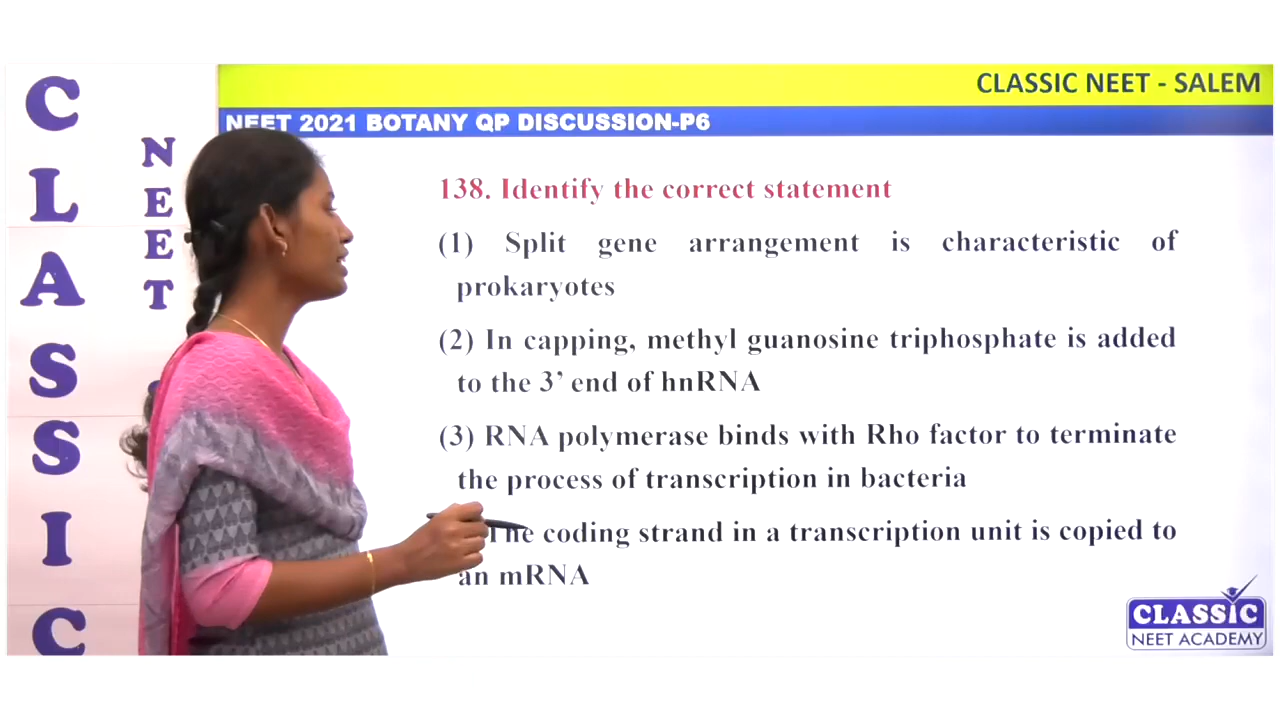 CLASSIC
NEET
CLASSIC NEET - SALEM
NEET 2021 BOTANY QP DISCUSSION-P6
138. Identify the correct statement
(1) Split gene arrangement is characteristic of
prokaryotes
(2) In capping, methyl guanosine triphosphate is added
to the 3’ end of hnRNA
(3) RNA polymerase binds with Rho factor to terminate
the process of transcription in bacteria
The coding strand in a transcription unit is copied to
an mRNA
CLASSIC
NEET ACADEMY